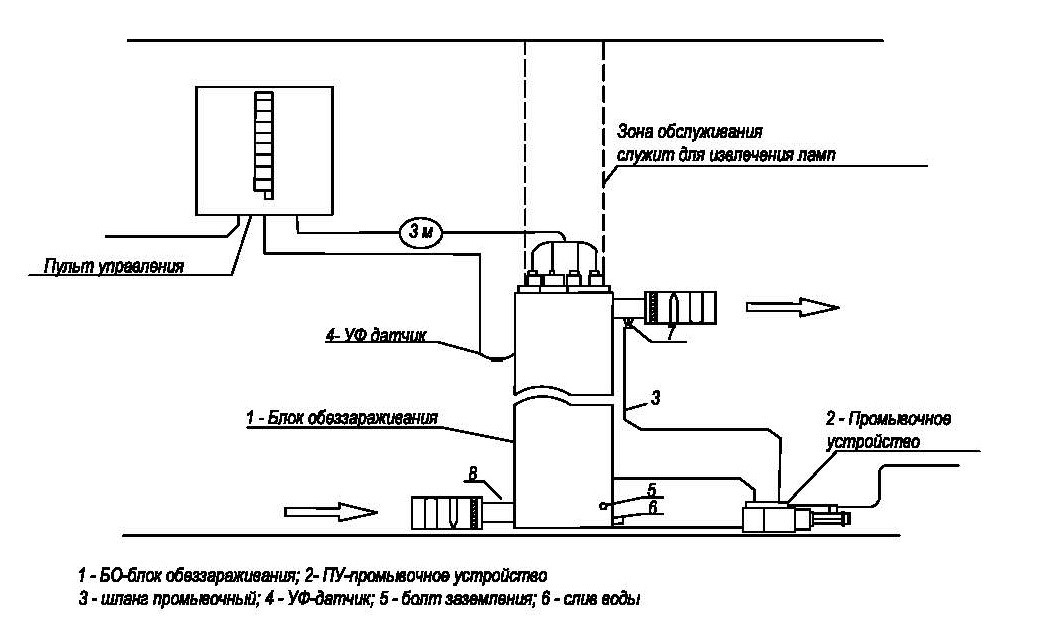 Зона обслуживания
служит для извлечения ламп
3 м
Пульт управления
4- УФ датчик
7
3
1 - Блок обеззараживания
2 - Промывочное
устройство
8
5
6
1 - БО-блок обеззараживания; 2- ПУ-промывочное устройство
3 - шланг промывочный; 4 - УФ-датчик; 5 - болт заземления; 6 - слив воды